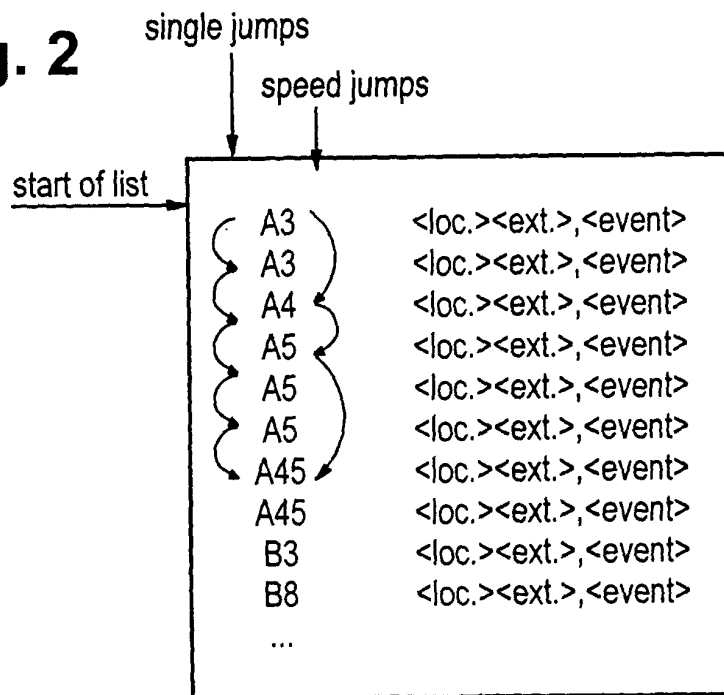 g. 2
single jumps
speed jumps
start of list
A3 <loc.><ext.>,<event>
A3 <loc.><ext.>,<event>
A4 <loc.><ext.>,<event>
A5 <loc.><ext.>,<event>
A5 <loc.><ext.>,<event>
A5 <loc.><ext.>,<event>
A45 <loc.><ext.>,<event>
A45 <loc.><ext.>,<event>
B3 <loc.><ext.>,<event>
B8 <loc.><ext.>,<event>
...